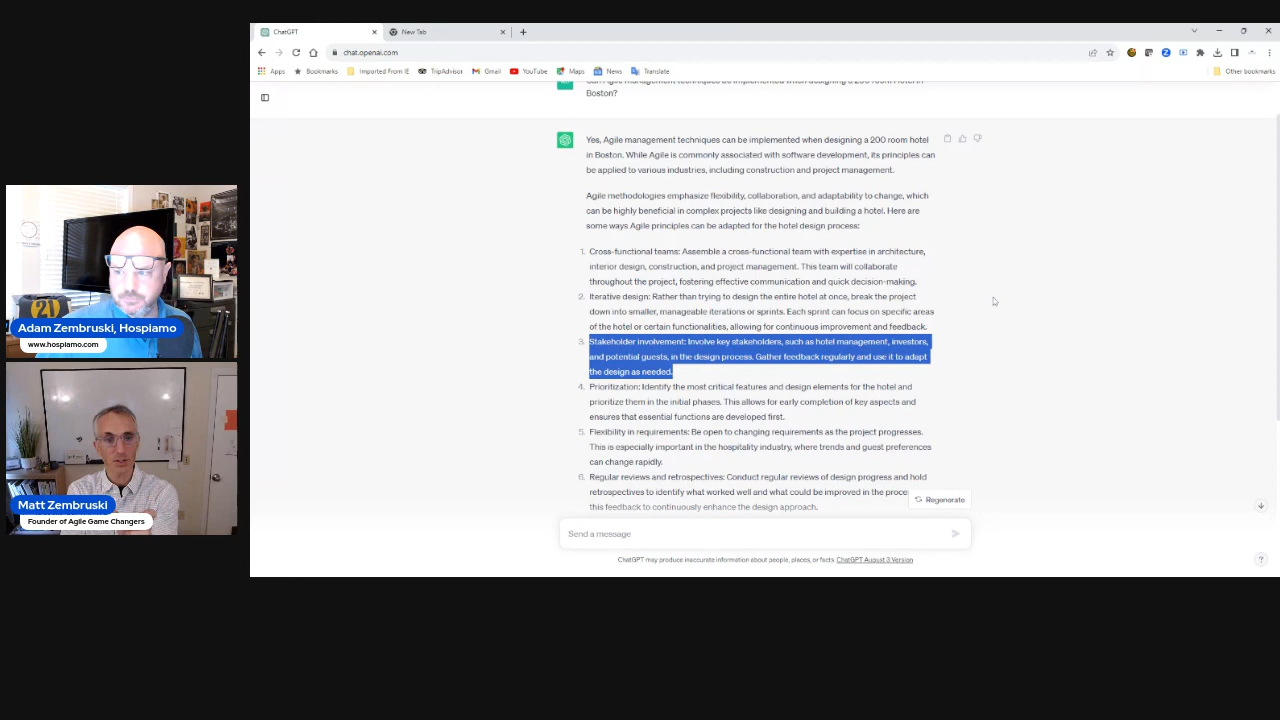 ChatGPT
New Tab
chat.openai.com
Apps
Bookmarks
Imported From IE
TripAdvisor
Gmail
YouTube
Maps
News
Translate
Other bookmarks
Can Agile management techniques be implemented when designing a 200 room Hotel in
Boston?
Yes, Agile management techniques can be implemented when designing a 200 room hotel
in Boston. While Agile is commonly associated with software development, its principles can
be applied to various industries, including construction and project management.
Agile methodologies emphasize flexibility, collaboration, and adaptability to change, which
can be highly beneficial in complex projects like designing and building a hotel. Here are
some ways Agile principles can be adapted for the hotel design process:
1. Cross-functional teams: Assemble a cross-functional team with expertise in architecture,
interior design, construction, and project management. This team will collaborate
throughout the project, fostering effective communication and quick decision-making.
2. Iterative design: Rather than trying to design the entire hotel at once, break the project
down into smaller, manageable iterations or sprints. Each sprint can focus on specific areas
of the hotel or certain functionalities, allowing for continuous improvement and feedback.
3. Stakeholder involvement: Involve key stakeholders, such as hotel management, investors,
and potential guests, in the design process. Gather feedback regularly and use it to adapt
the design as needed.
4. Prioritization: Identify the most critical features and design elements for the hotel and
prioritize them in the initial phases. This allows for early completion of key aspects and
ensures that essential functions are developed first.
5. Flexibility in requirements: Be open to changing requirements as the project progresses.
This is especially important in the hospitality industry, where trends and guest preferences
can change rapidly.
6. Regular reviews and retrospectives: Conduct regular reviews of design progress and hold
retrospectives to identify what worked well and what could be improved in the proce
this feedback to continuously enhance the design approach.
Regenerate
Send a message
ChatGPT may produce inaccurate information about people, places, or facts. ChatGPT August 3 Version
?
Adam Zembruski, Hospiamo
www.hospiamo.com
Matt Zembruski
Founder of Agile Game Changers